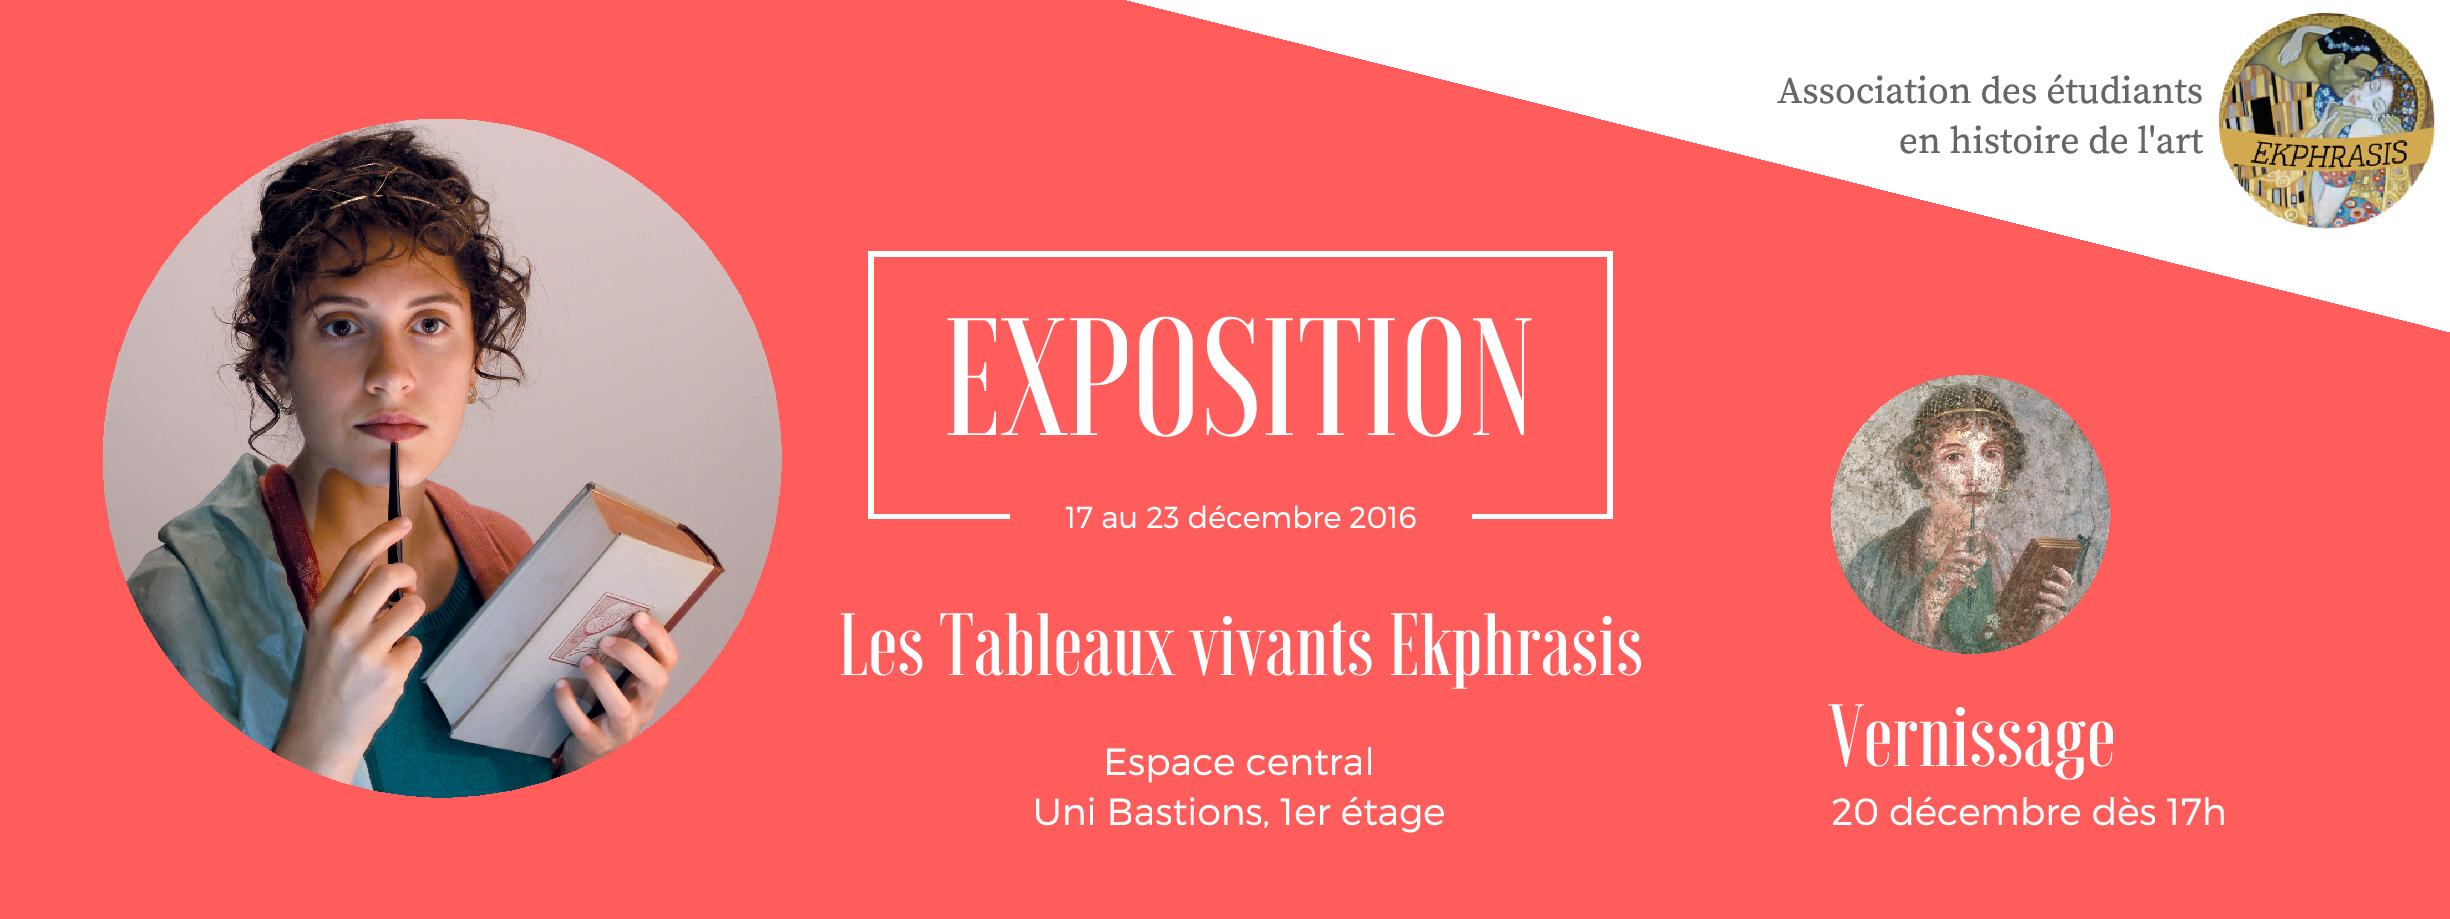 Association des étudiants
en histoire de l'art
EKPHRASIS
EXPOSITION
17 au 23 décembre 2016
Les Tableaux vivants Ekphrasis
Espace central
Uni Bastions, 1er étage
Vernissage
20 décembre dès 17h